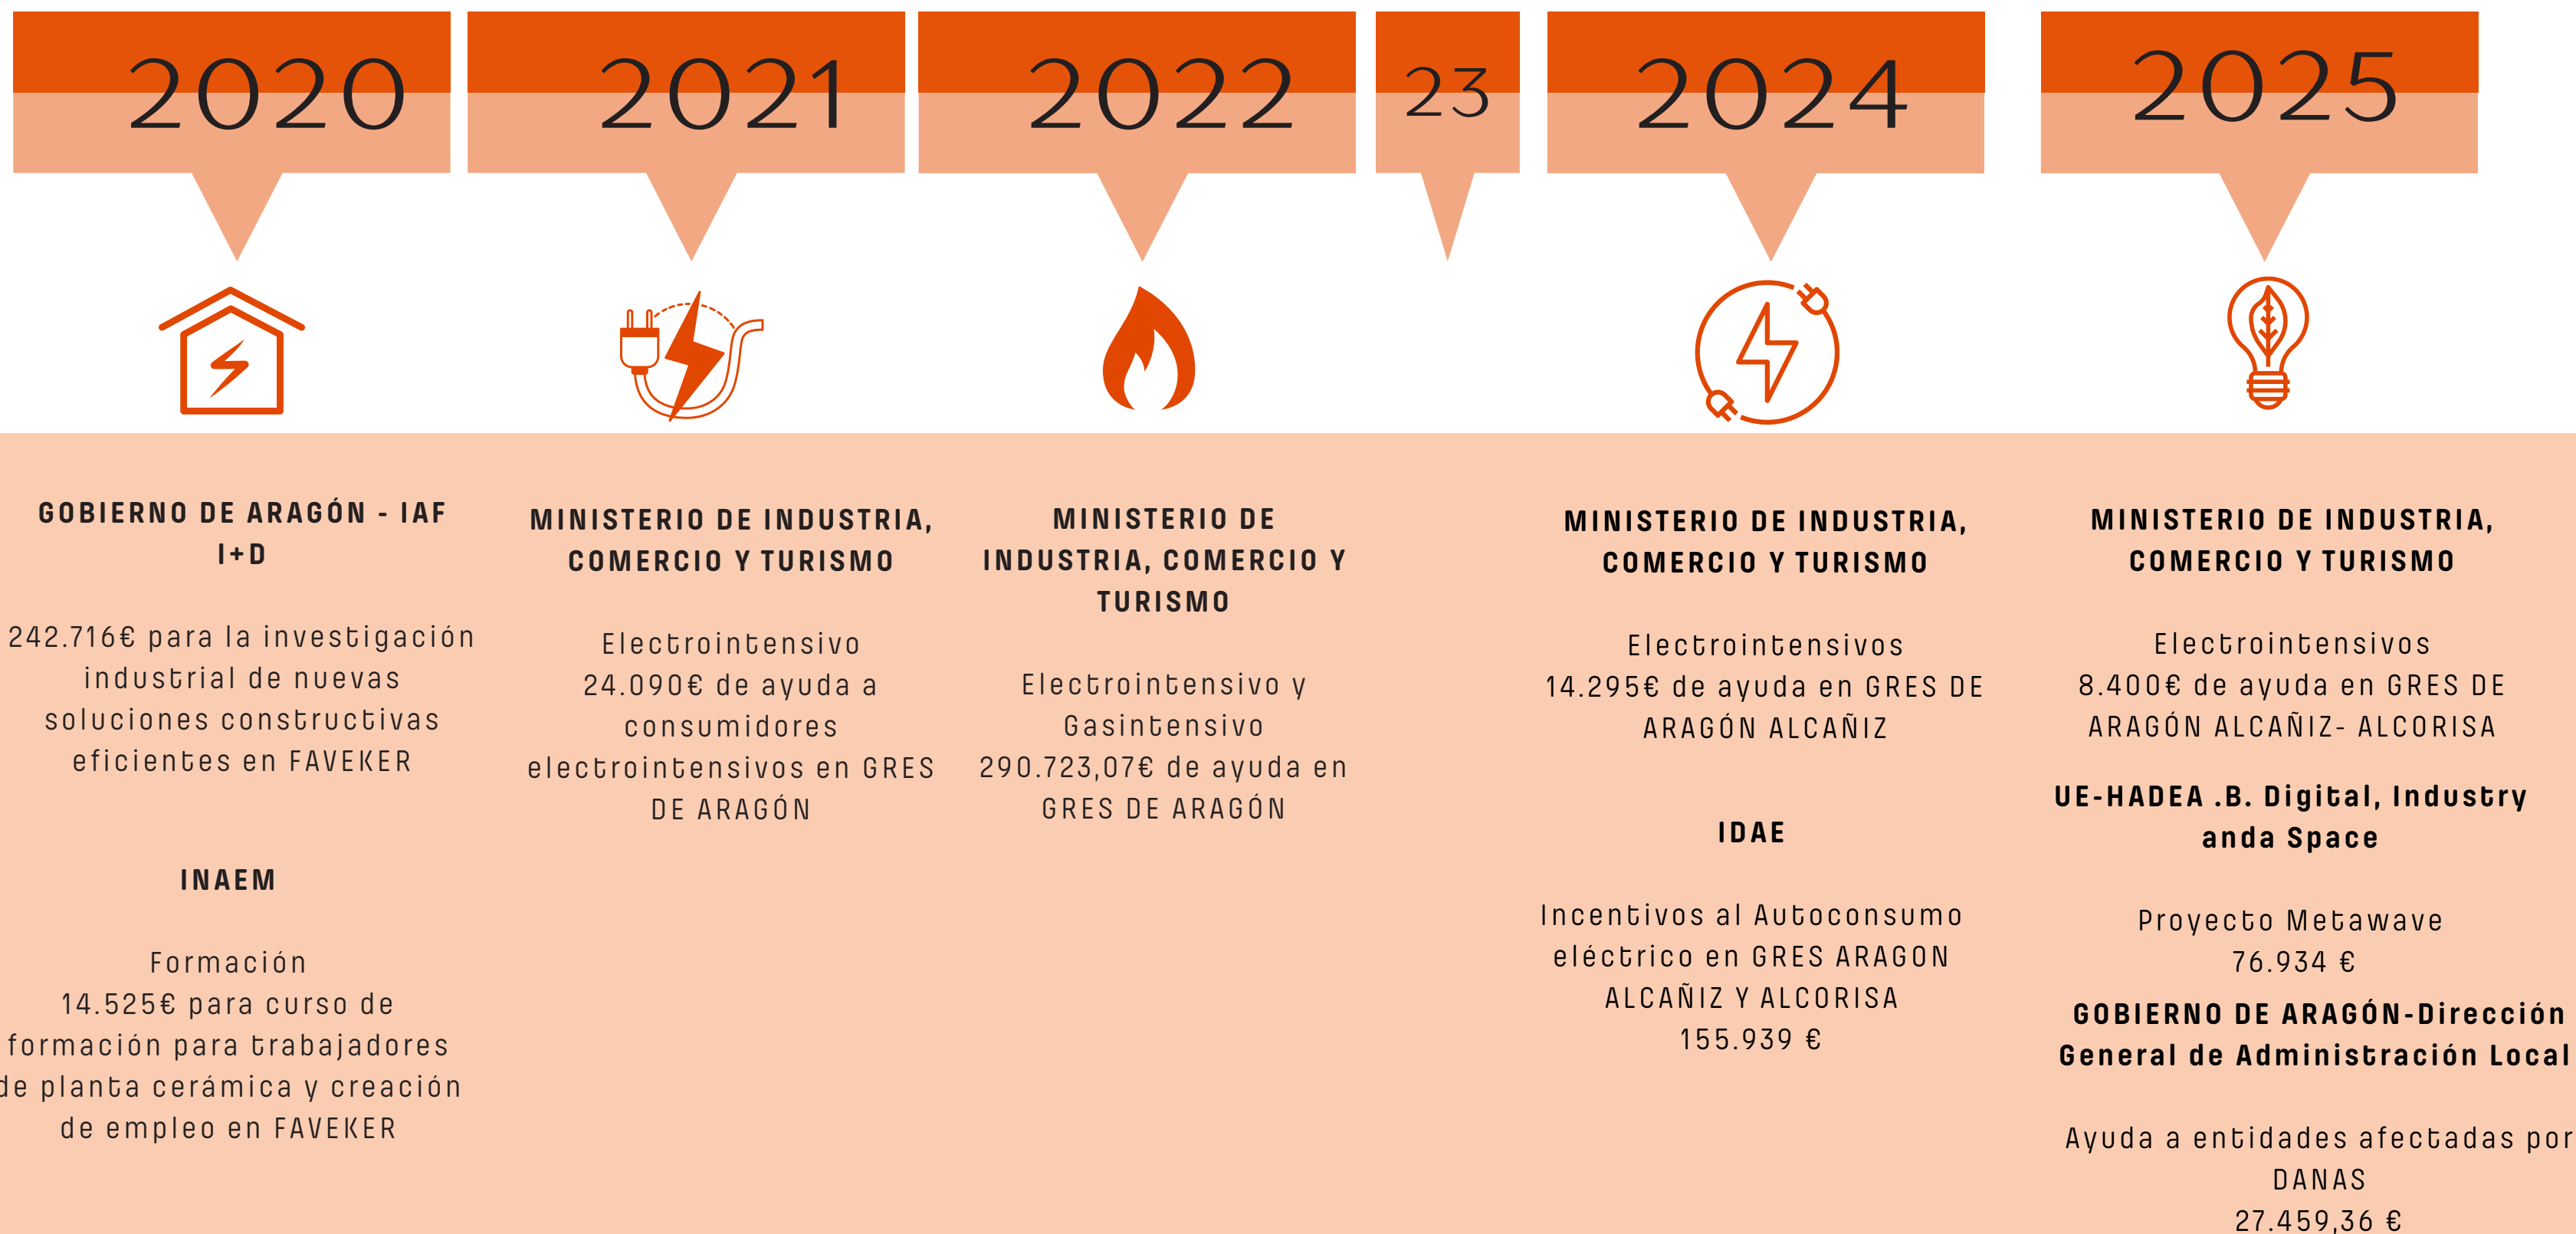 2020
2021
2022
23
2024
2025
GOBIERNO DE ARAGÓN - IAF
I+D
242.716€ para la investigación
industrial de nuevas
soluciones constructivas
eficientes en FAVEKER
INAEM
Formación
14.525€ para curso de
formación para trabajadores
de planta cerámica y creación
de empleo en FAVEKER
MINISTERIO DE INDUSTRIA,
COMERCIO Y TURISMO
Electrointensivo
24.090€ de ayuda a
consumidores
electrointensivos en GRES
DE ARAGÓN
MINISTERIO DE
INDUSTRIA, COMERCIO Y
TURISMO
Electrointensivo y
Gasintensivo
290.723,07€ de ayuda en
GRES DE ARAGÓN
MINISTERIO DE INDUSTRIA,
COMERCIO Y TURISMO
Electrointensivos
14.295€ de ayuda en GRES DE
ARAGÓN ALCAÑIZ
IDAE
Incentivos al Autoconsumo
eléctrico en GRES ARAGON
ALCAÑIZ Y ALCORISA
155.939 €
MINISTERIO DE INDUSTRIA,
COMERCIO Y TURISMO
Electrointensivos
8.400€ de ayuda en GRES DE
ARAGÓN ALCAÑIZ- ALCORISA
UE-HADEA .B. Digital, Industry
anda Space
Proyecto Metawave
76.934 €
GOBIERNO DE ARAGÓN-Dirección
General de Administración Local
Ayuda a entidades afectadas por
DANAS
27.459,36 €